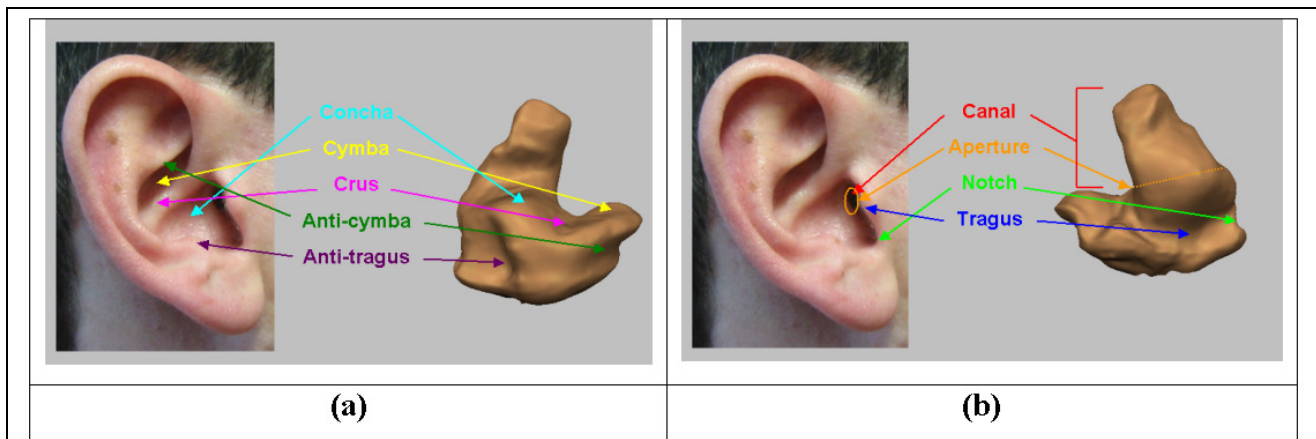 Concha
Cymba
Crus
Anti-cymba
Anti-tragus
(a)
Canal
Aperture
Notch
Tragus
(b)